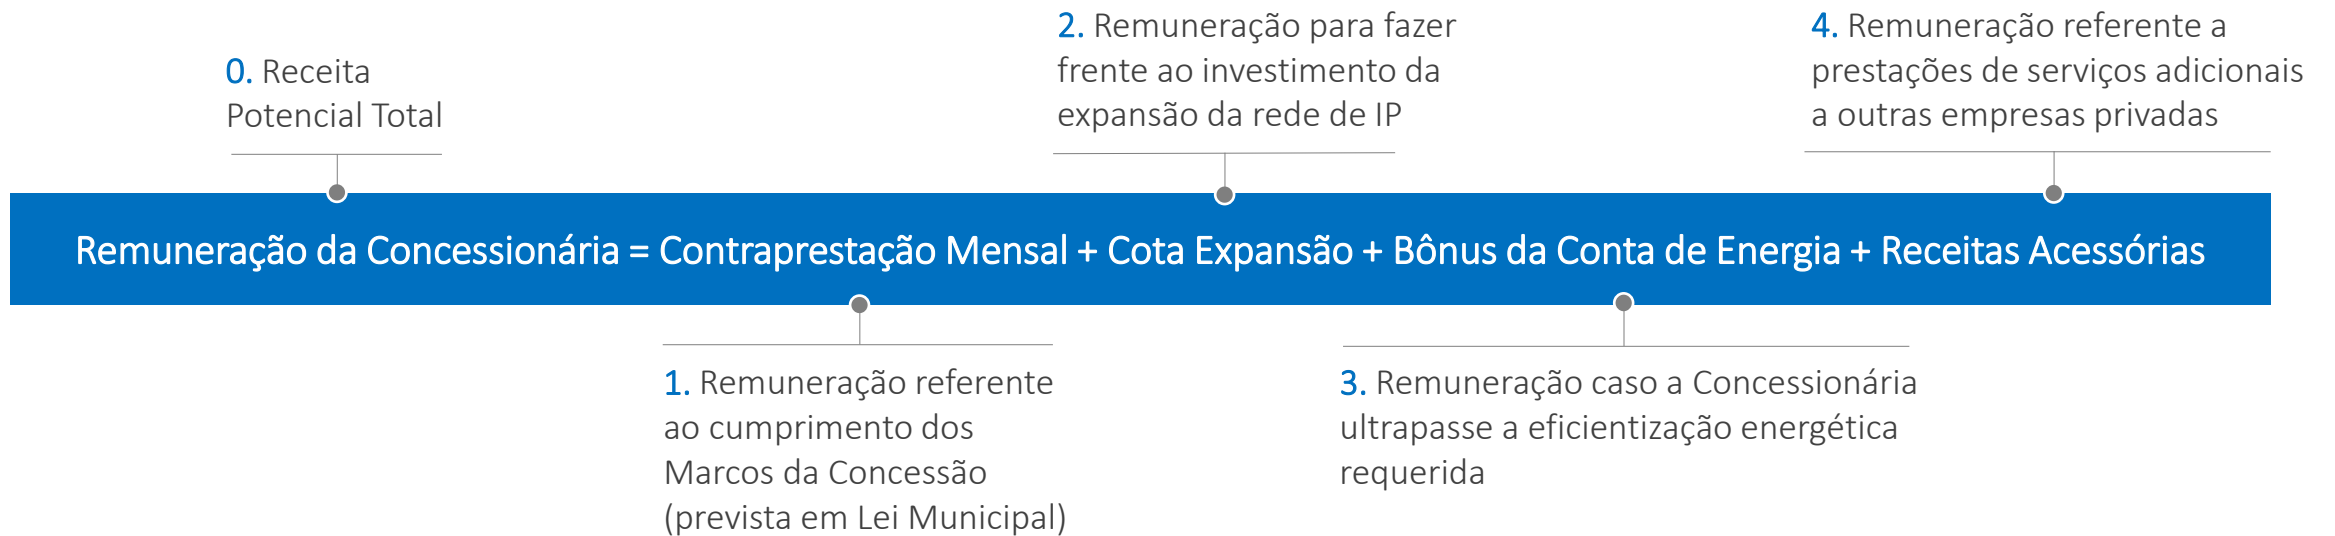 0. Receita
Potencial Total
2. Remuneração para fazer
frente ao investimento da
expansão da rede de IP
4. Remuneração referente a
prestações de serviços adicionais
a outras empresas privadas
Remuneração da Concessionária = Contraprestação Mensal + Cota Expansão + Bônus da Conta de Energia + Receitas Acessórias
1. Remuneração referente
ao cumprimento dos
Marcos da Concessão
(prevista em Lei Municipal)
3. Remuneração caso a Concessionária
ultrapasse a eficientização energética
requerida